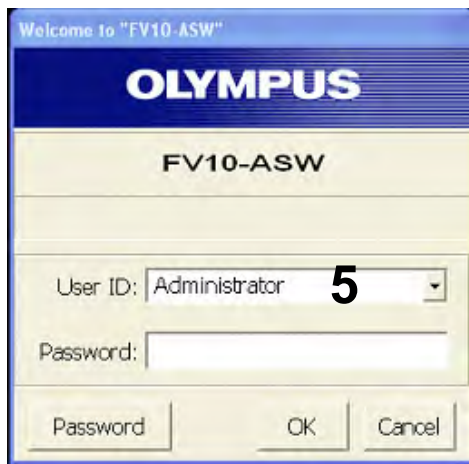 Welcome to "FV10-ASW"
OLYMPUS
FV10-ASW
User ID: Administrator 5
Password:
Password OK Cancel